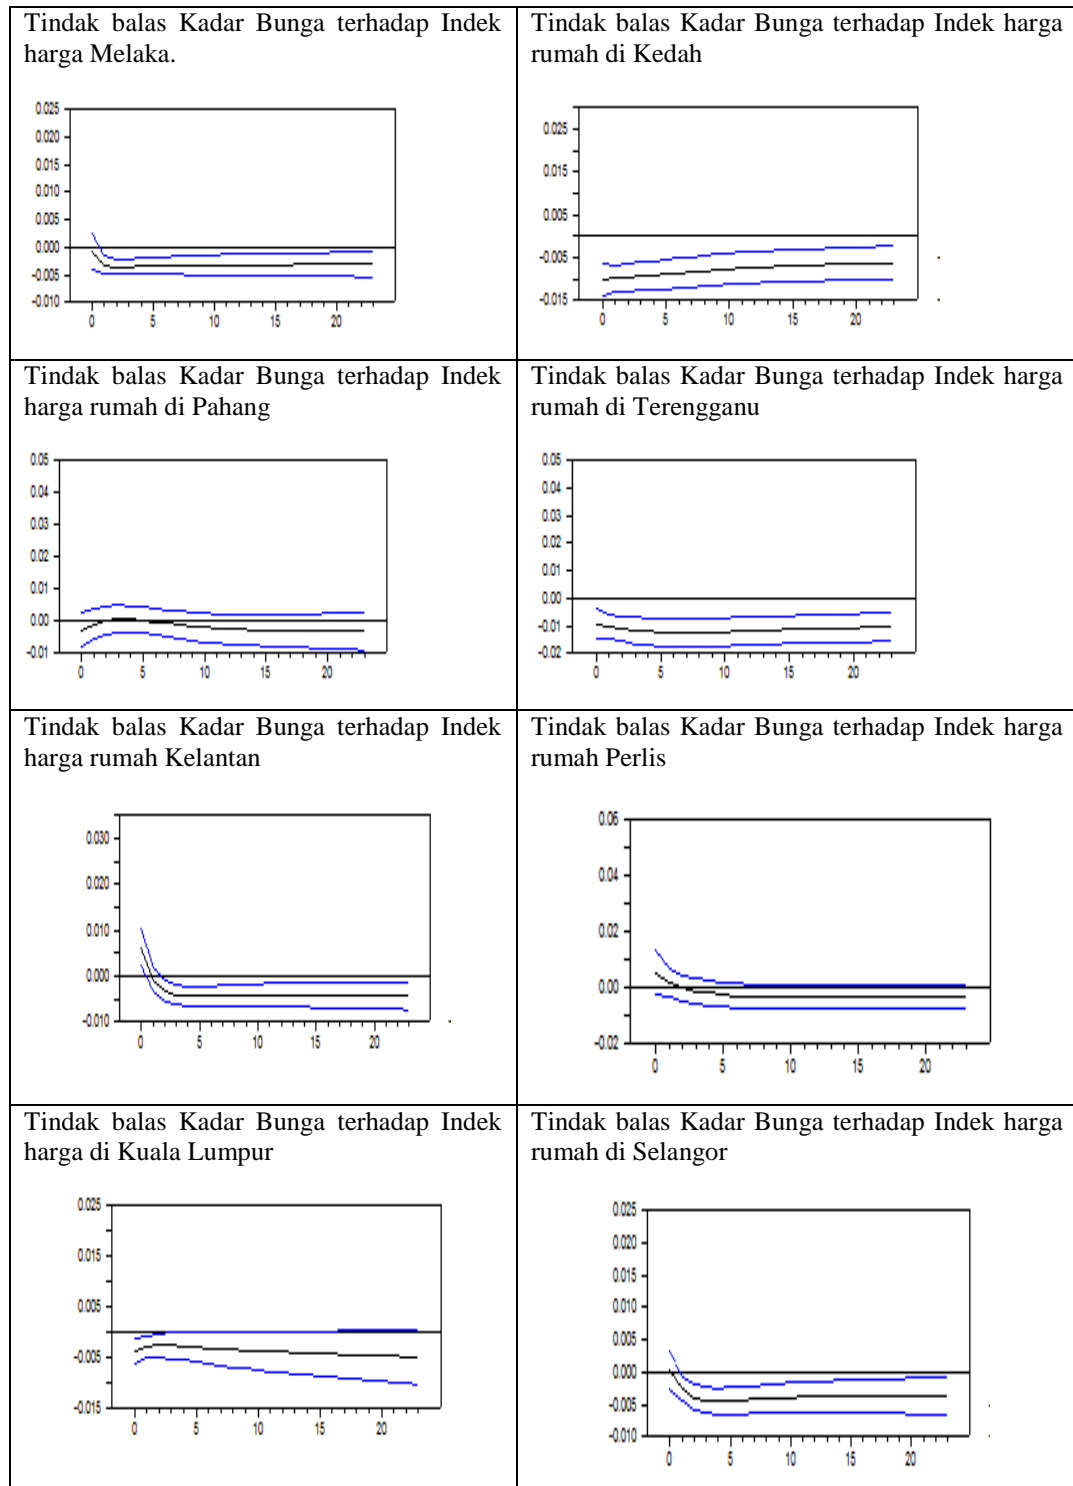 Tindak balas Kadar Bunga terhadap Indek
harga Melaka.
0.025
0.020
0.015
0.010
0.005
0.000
-0.005
-0.010
0 5 10 15 20
Tindak balas Kadar Bunga terhadap Indek harga
rumah di Kedah
0.025
0.015
0.005
-0.005
-0.015
0 5 10 15 20
Tindak balas Kadar Bunga terhadap Indek
harga rumah di Pahang
0.05
0.04
0.03
0.02
0.01
0.00
-0.01
0 5 10 15 20
Tindak balas Kadar Bunga terhadap Indek harga
rumah di Terengganu
0.05
0.04
0.03
0.02
0.01
0.00
-0.01
-0.02
0 5 10 15 20
Tindak balas Kadar Bunga terhadap Indek
harga rumah Kelantan
0.030
0.020
0.010
0.000
-0.010
0 5 10 15 20
Tindak balas Kadar Bunga terhadap Indek harga
rumah Perlis
0.06
0.04
0.02
0.00
-0.02
0 5 10 15 20
Tindak balas Kadar Bunga terhadap Indek
harga di Kuala Lumpur
0.025
0.015
0.005
-0.005
-0.015
0 5 10 15 20
Tindak balas Kadar Bunga terhadap Indek harga
rumah di Selangor
0.025
0.020
0.015
0.010
0.005
0.000
-0.005
-0.010
0 5 10 15 20